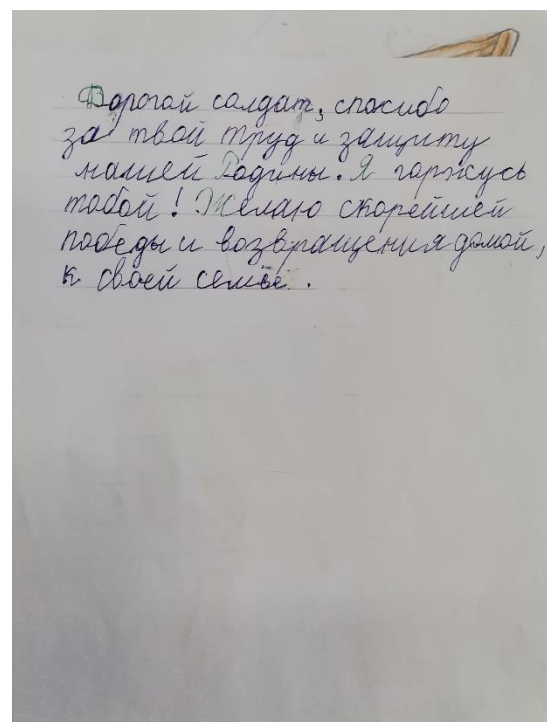 Дорогой солдат, спасибо
за твой труд и защиту
нашей Родины. Я горжусь
тобой! Желаю скорейшей
победы и возвращения домой,
к своей семье.